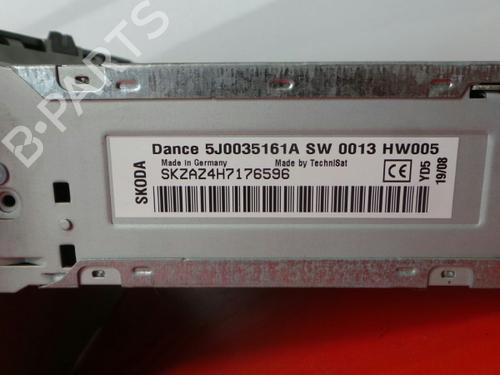 B-PARTS
Dance 5J0035161A SW 0013 HW005
Made in Germany Made by TechniSat
SKZAZ4H7176596
SKODA
CE
YD5
19/08